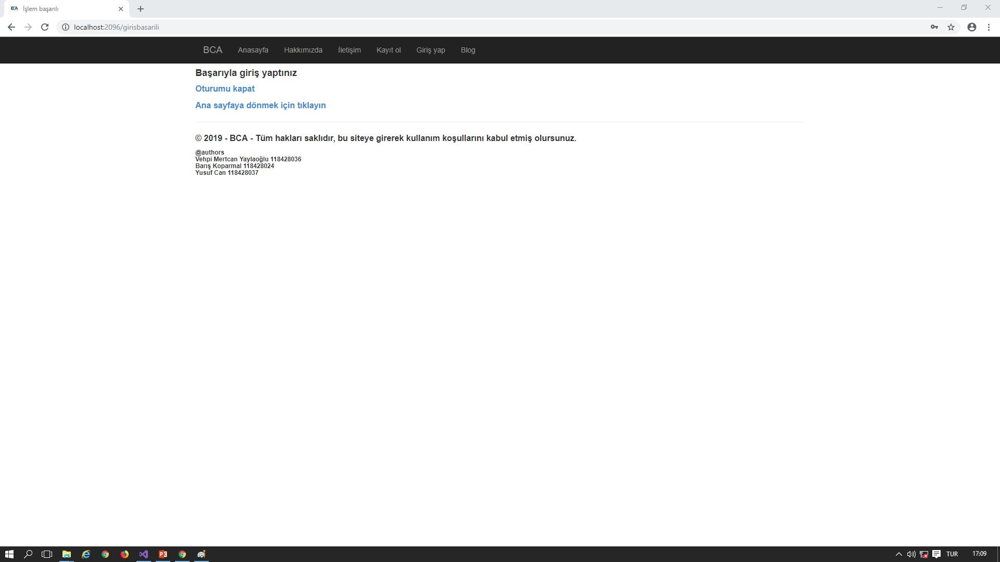 BCA İşlem başarılı
localhost:2096/girisbasarili
BCA Anasayfa Hakkımızda İletişim Kayıt ol Giriş yap Blog
Başarıyla giriş yaptınız
Oturumu kapat
Ana sayfaya dönmek için tıklayın
© 2019 - BCA - Tüm hakları saklıdır, bu siteye girerek kullanım koşullarını kabul etmiş olursunuz.
@authors
Vehpi Mertcan Yaylaoğlu 118428036
Barış Koparmal 118428024
Yusuf Can 118428037
TUR 17:09